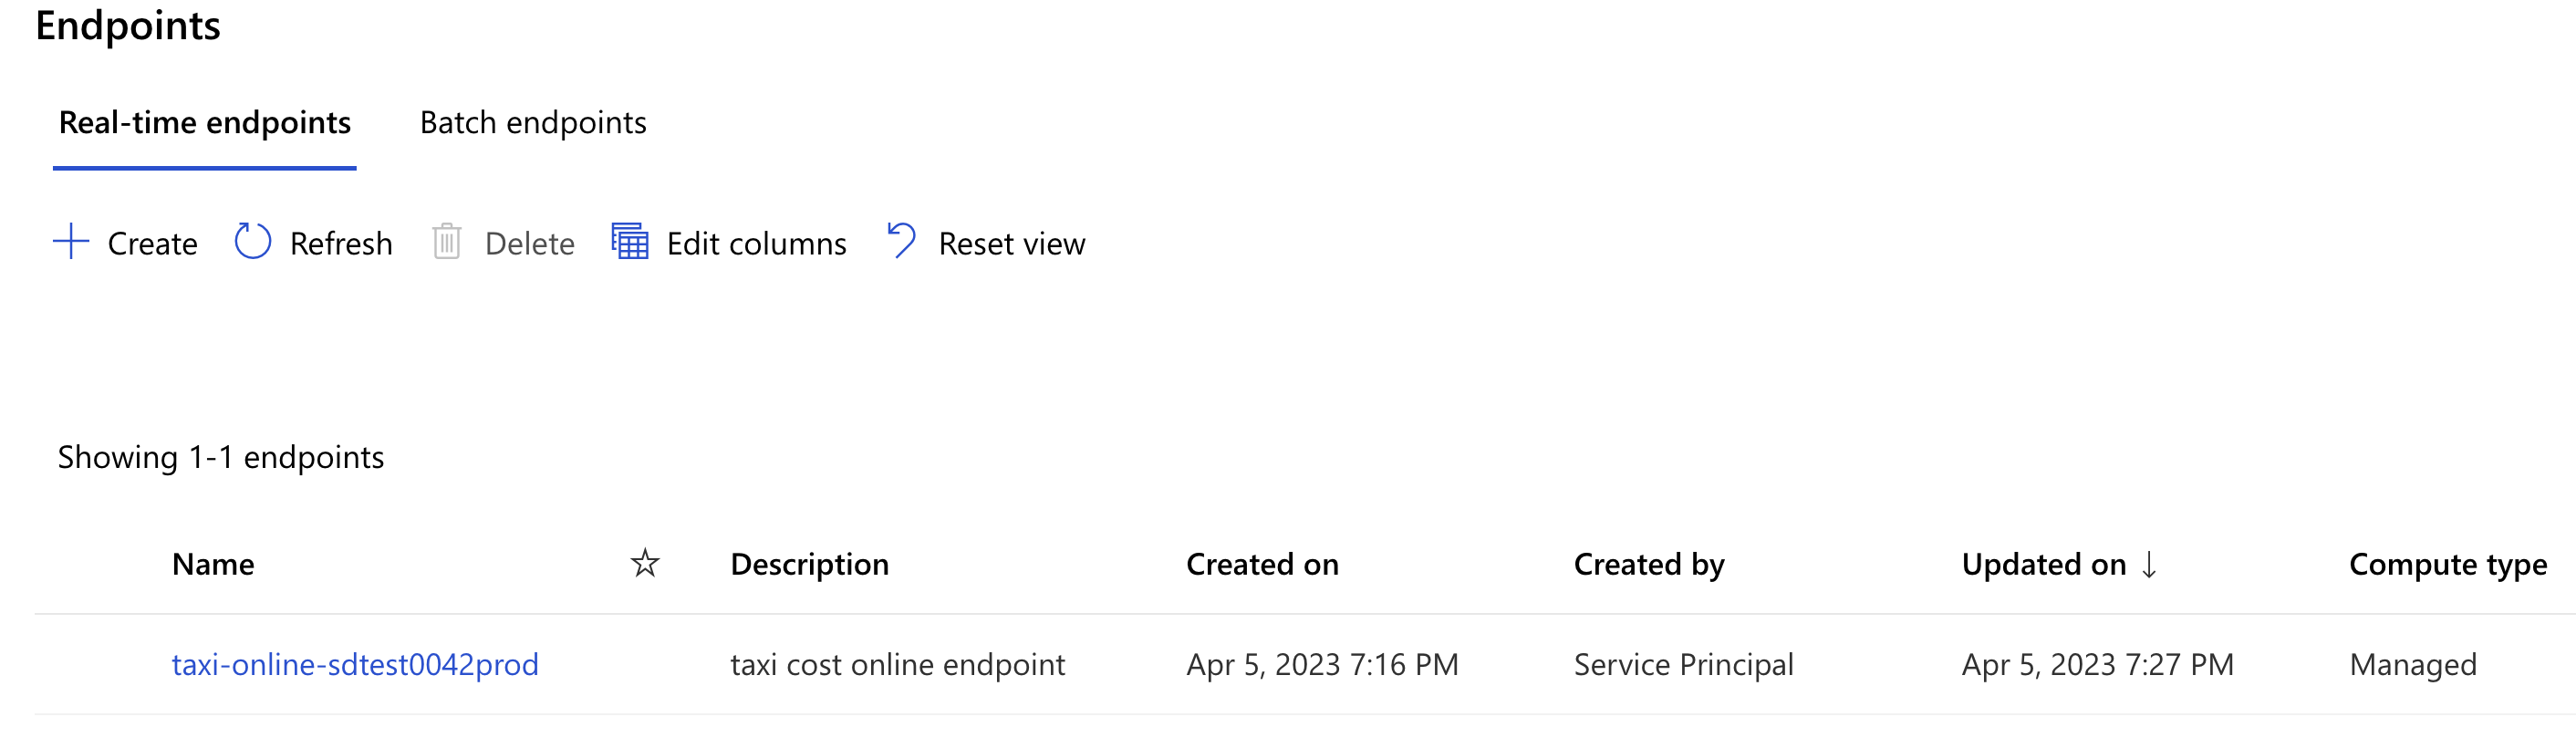 Endpoints
Real-time endpoints Batch endpoints
Create Refresh Delete Edit columns Reset view
Showing 1-1 endpoints
Name Description Created on Created by Updated on ↓ Compute type
taxi-online-sdtest0042prod taxi cost online endpoint Apr 5, 2023 7:16 PM Service Principal Apr 5, 2023 7:27 PM Managed